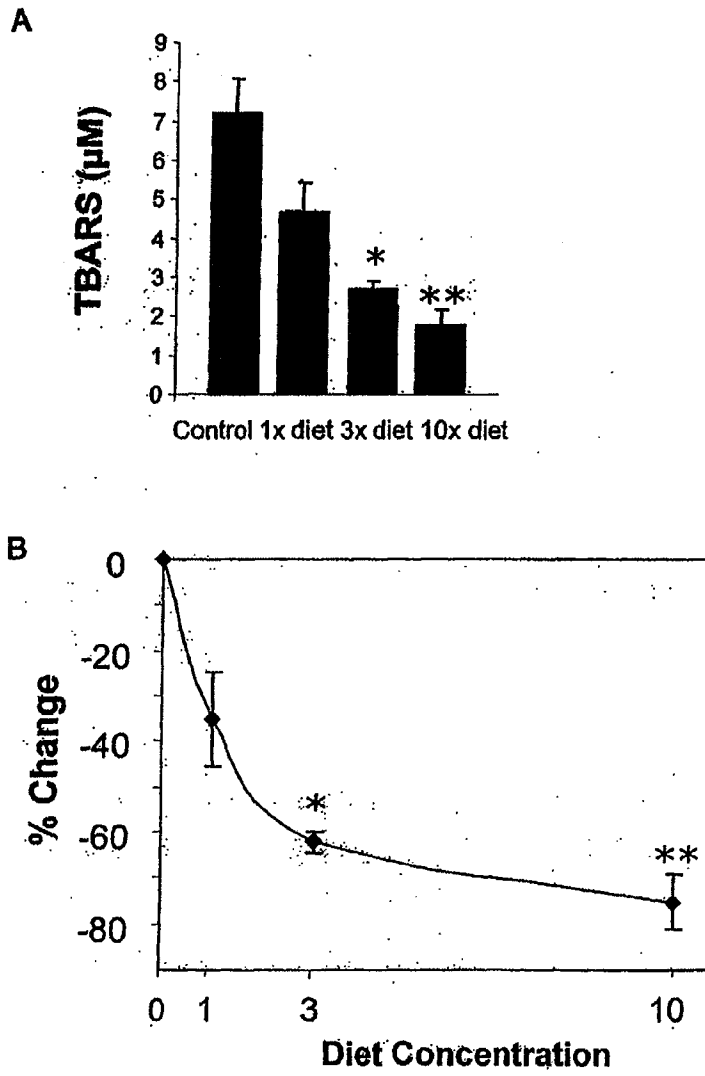 A
9
8
7
6
5
4
3
2
1
0
TBARS (µM)
*
**
Control 1x diet 3x diet 10x diet
B
0
-20
-40
-60
-80
% Change
*
**
0 1 3 10
Diet Concentration